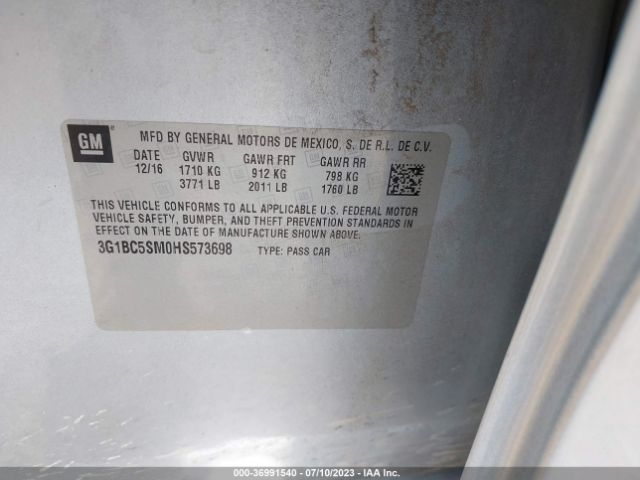 GM
MFD BY GENERAL MOTORS DE MEXICO, S. DE R.L. DE C.V.
DATE GVWR GAWR FRT GAWR RR
12/16 1710 KG 912 KG 798 KG
3771 LB 2011 LB 1760 LB
THIS VEHICLE CONFORMS TO ALL APPLICABLE U.S. FEDERAL MOTOR
VEHICLE SAFETY, BUMPER, AND THEFT PREVENTION STANDARDS IN
EFFECT ON THE DATE OF MANUFACTURE SHOWN ABOVE.
3G1BC5SM0HS573698 TYPE: PASS CAR
000-36991540 - 07/10/2023 - IAA Inc.